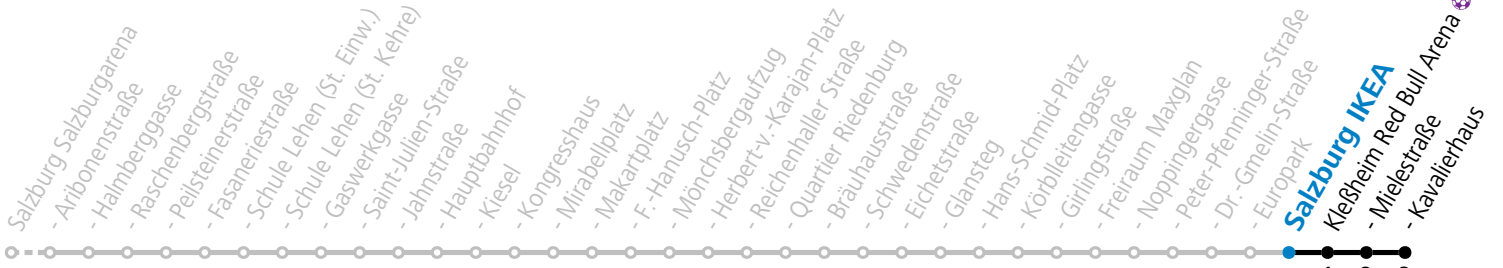 Salzburg Salzburgarena
- Aribonenstraße
- Halmberggasse
- Raschenbergstraße
- Peilsteinerstraße
- Fasaneriestraße
- Schule Lehen (St. Einw.)
- Schule Lehen (St. Kehre)
- Gaswerkgasse
- Saint-Julien-Straße
- Jahnstraße
- Hauptbahnhof
- Kiesel
- Kongresshaus
- Mirabellplatz
- Makartplatz
- F.-Hanusch-Platz
- Mönchsbergaufzug
- Herbert-v.-Karajan-Platz
- Reichenhaller Straße
- Quartier Riedenburg
- Bräuhausstraße
- Schwedenstraße
- Eichetstraße
- Glansteg
- Hans-Schmid-Platz
- Körbleitengasse
- Girlingstraße
- Freiraum Maxglan
- Noppingergasse
- Peter-Pfenninger-Straße
- Dr.-Gmelin-Straße
- Europark
Salzburg IKEA
Kleßheim Red Bull Arena
- Mielestraße
- Kavalierhaus